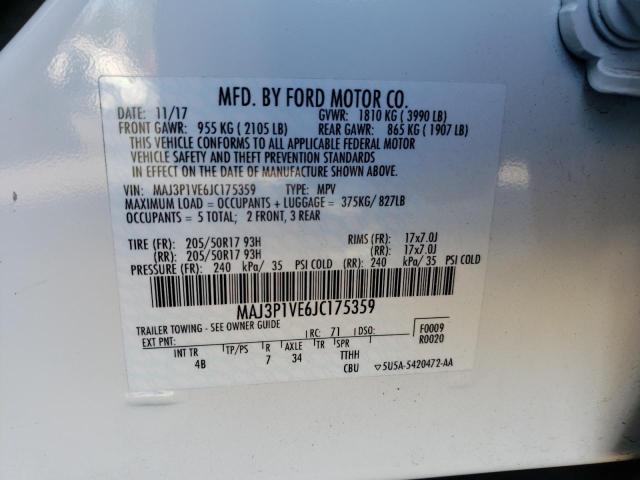 MFD. BY FORD MOTOR CO.
DATE: 11/17 GVWR: 1810 KG ( 3990 LB)
FRONT GAWR: 955 KG ( 2105 LB) REAR GAWR: 865 KG ( 1907 LB)
THIS VEHICLE CONFORMS TO ALL APPLICABLE FEDERAL MOTOR
VEHICLE SAFETY AND THEFT PREVENTION STANDARDS
IN EFFECT ON THE DATE OF MANUFACTURE SHOWN ABOVE.
VIN: MAJ3P1VE6JC175359 TYPE: MPV
MAXIMUM LOAD = OCCUPANTS + LUGGAGE = 375KG/ 827LB
OCCUPANTS = 5 TOTAL; 2 FRONT, 3 REAR
TIRE (FR): 205/50R17 93H RIMS (FR): 17x7.0J
(RR): 205/50R17 93H (RR): 17x7.0J
PRESSURE (FR): 240 kPa/ 35 PSI COLD (RR): 240 kPa/ 35 PSI COLD
MAJ3P1VE6JC175359
TRAILER TOWING - SEE OWNER GUIDE
EXT PNT: RC: 71 DSO: F0009
R0020
INT TR TP/PS R AXLE TR SPR
4B 7 34 TTHH
CBU ▽5U5A-5420472-AA